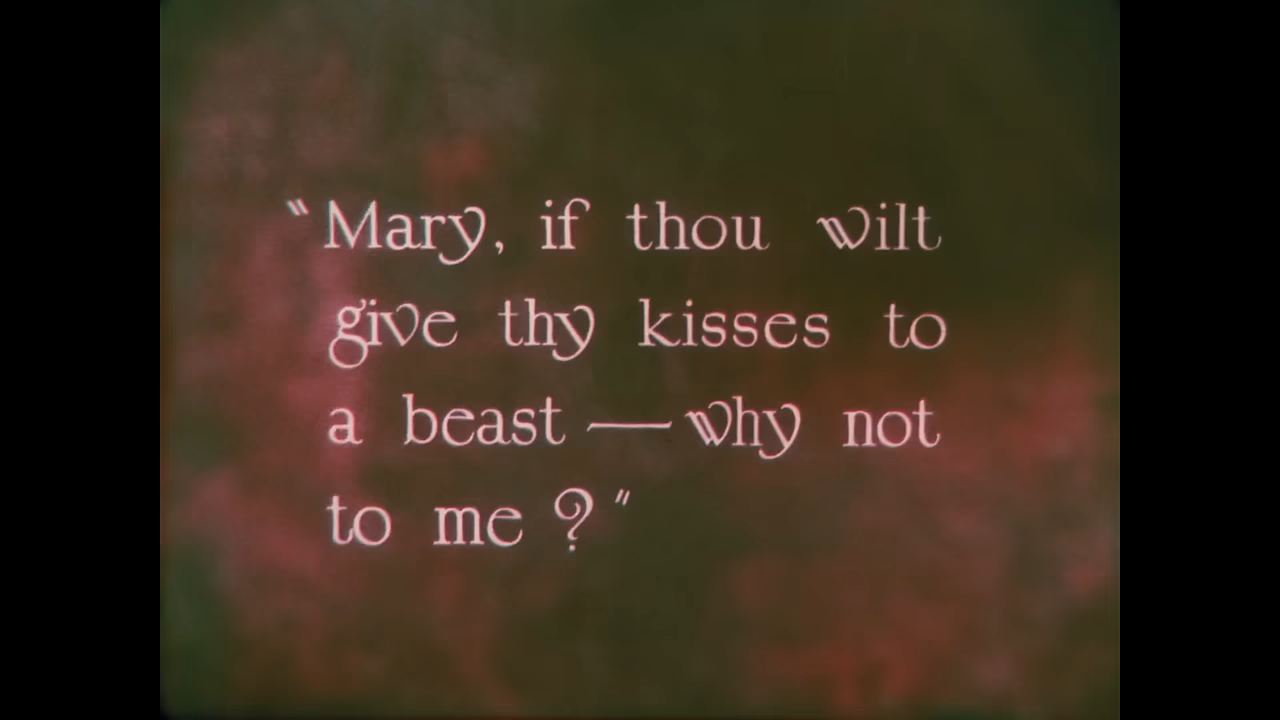 "Mary, if thou wilt
give thy kisses to
a beast — why not
to me ?"